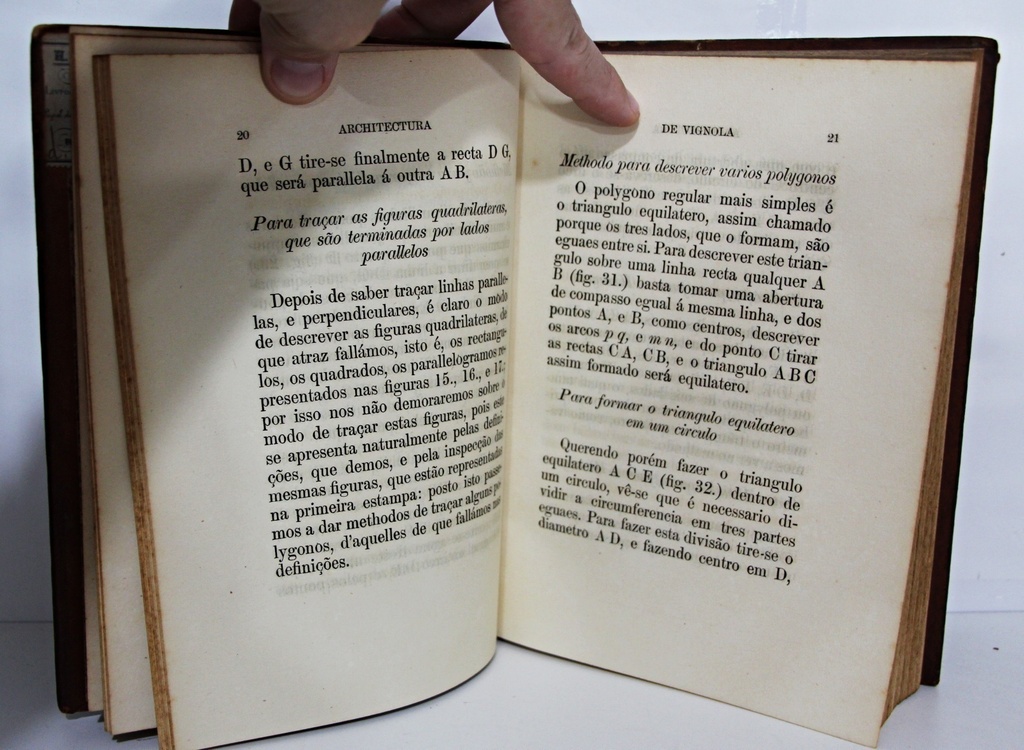 20
ARCHITECTURA
D, e G tire-se finalmente a recta D G,
que será parallela á outra A B.
Para traçar as figuras quadrilateras,
que são terminadas por lados
parallelos
Depois de saber traçar linhas paralle-
las, e perpendiculares, é claro o modo
de descrever as figuras quadrilateras, de
que atraz fallámos, isto é, os rectangu-
los, os quadrados, os parallelogramos re-
presentados nas figuras 15., 16., e 17:
por isso nos não demoraremos sobre o
modo de traçar estas figuras, pois este
se apresenta naturalmente pelas defini-
ções, que demos, e pela inspecção das
mesmas figuras, que estão representadas
na primeira estampa: posto isto passe-
mos a dar methodos de traçar alguns po-
lygonos, d'aquelles de que fallámos nas
definições.
DE VIGNOLA
21
Methodo para descrever varios polygonos
O polygono regular mais simples é
o triangulo equilatero, assim chamado
porque os tres lados, que o formam, são
eguaes entre si. Para descrever este trian-
gulo sobre uma linha recta qualquer A
B (fig. 31.) basta tomar uma abertura
de compasso egual á mesma linha, e dos
pontos A, e B, como centros, descrever
os arcos p q, e m n, e do ponto C tirar
as rectas C A, C B, e o triangulo A B C
assim formado será equilatero.
Para formar o triangulo equilatero
em um circulo
Querendo porém fazer o triangulo
equilatero A C E (fig. 32.) dentro de
um circulo, vê-se que é necessario di-
vidir a circumferencia em tres partes
eguaes. Para fazer esta divisão tire-se o
diametro A D, e fazendo centro em D,